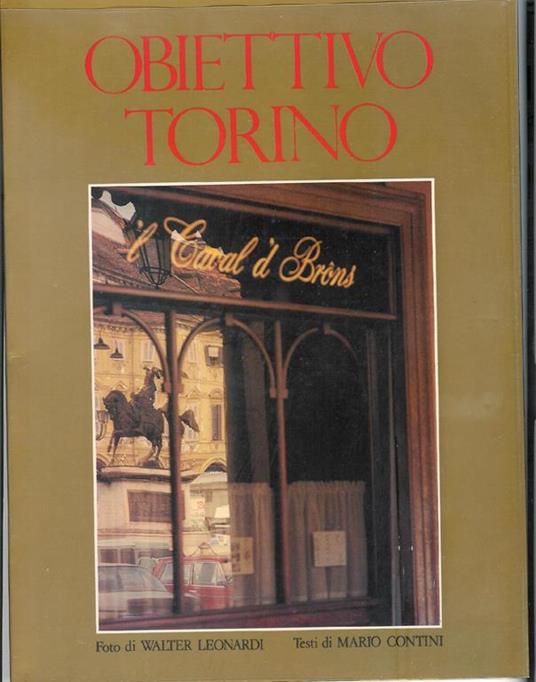 OBIETTIVO
TORINO
'l Caval 'd Brôns
Foto di WALTER LEONARDI Testi di MARIO CONTINI